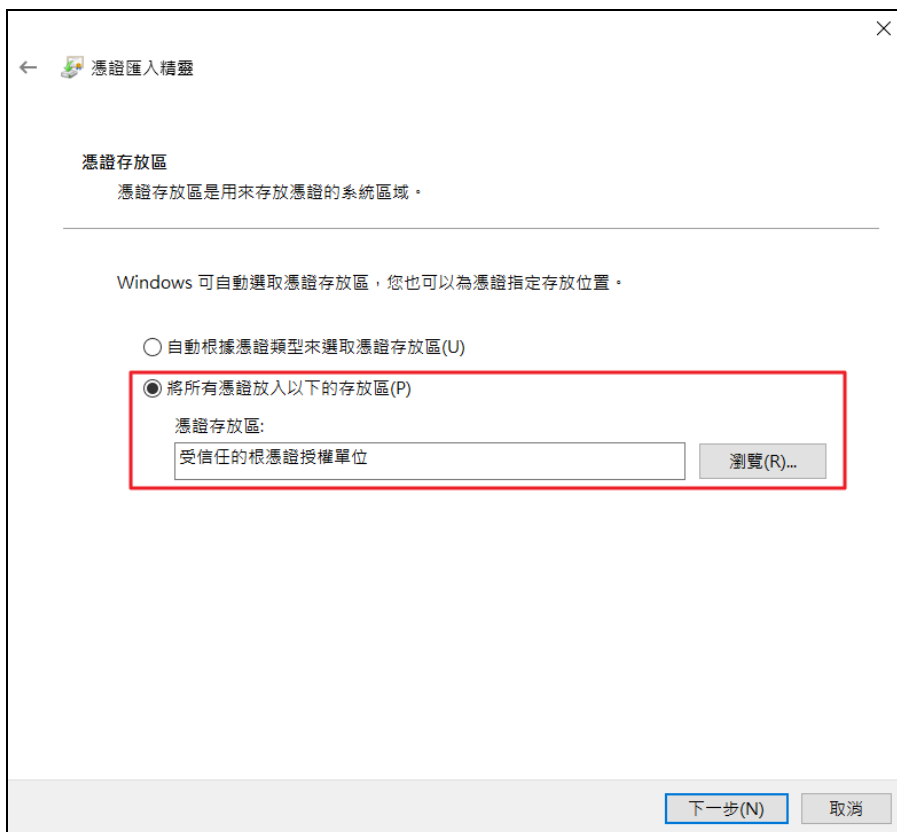 憑證匯入精靈
憑證存放區
憑證存放區是用來存放憑證的系統區域。
Windows 可自動選取憑證存放區，您也可以為憑證指定存放位置。
自動根據憑證類型來選取憑證存放區(U)
將所有憑證放入以下的存放區(P)
憑證存放區:
受信任的根憑證授權單位
瀏覽(R)...
下一步(N)
取消